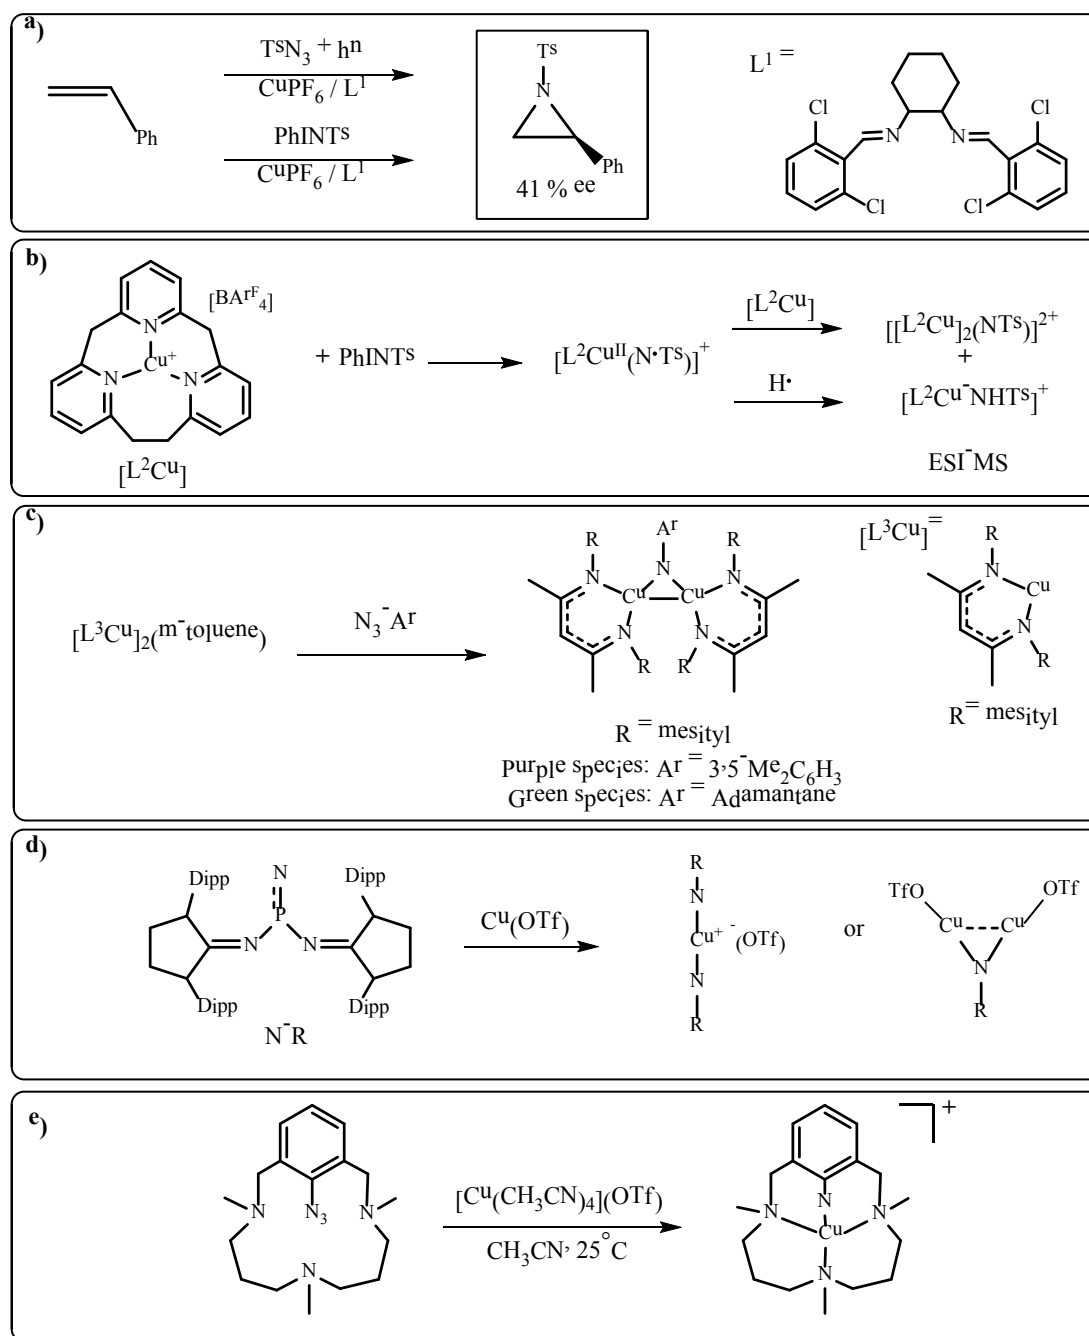 a)
TsN3 + hn
CuPF6 / L1
PhINTs
CuPF6 / L1
Ph
Ts
N
Ph
41 % ee
L1 =
Cl
Cl
N
N
Cl
Cl
b)
[BArF4]
N
Cu+
N
N
[L2Cu]
+ PhINTs
[L2CuII(N•Ts)]+
[L2Cu]
H•
[[L2Cu]2(NTs)]2+
+
[L2Cu-NHTs]+
ESI-MS
c)
[L3Cu]2(m-toluene)
N3-Ar
R
Ar
R
N
N
N
Cu
Cu
N
N
R
R
R = mesityl
Purple species: Ar = 3,5-Me2C6H3
Green species: Ar = Adamantane
[L3Cu] =
R
N
Cu
N
R
R = mesityl
d)
Dipp
N
Dipp
P
N
N
Dipp
Dipp
N-R
Cu(OTf)
R
N
Cu+ -(OTf)
N
R
or
TfO
OTf
Cu
Cu
N
R
e)
N
N3
N
N
[Cu(CH3CN)4](OTf)
CH3CN, 25°C
+
N
N
N
Cu
N